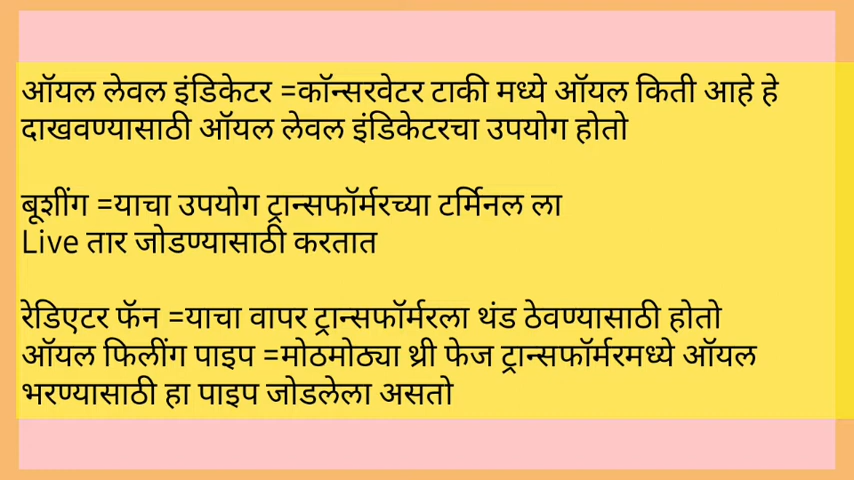 ऑयल लेवल इंडिकेटर =कॉन्सरवेटर टाकी मध्ये ऑयल किती आहे हे
दाखवण्यासाठी ऑयल लेवल इंडिकेटरचा उपयोग होतो
बूशींग =याचा उपयोग ट्रान्सफॉर्मरच्या टर्मिनल ला
Live तार जोडण्यासाठी करतात
रेडिएटर फॅन =याचा वापर ट्रान्सफॉर्मरला थंड ठेवण्यासाठी होतो
ऑयल फिलींग पाइप =मोठमोठ्या थ्री फेज ट्रान्सफॉर्मरमध्ये ऑयल
भरण्यासाठी हा पाइप जोडलेला असतो